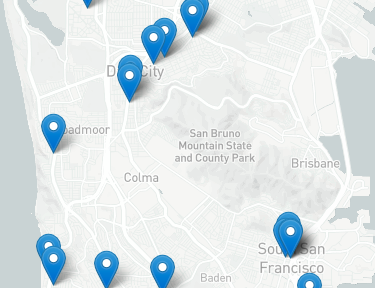 City
San Bruno
Mountain State
and County Park
Brisbane
Colma
San
Francisco
Baden